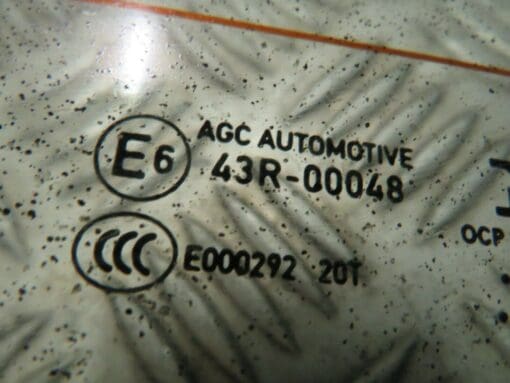 E6 AGC AUTOMOTIVE
43R-00048
CCC E000292 20T
OCP